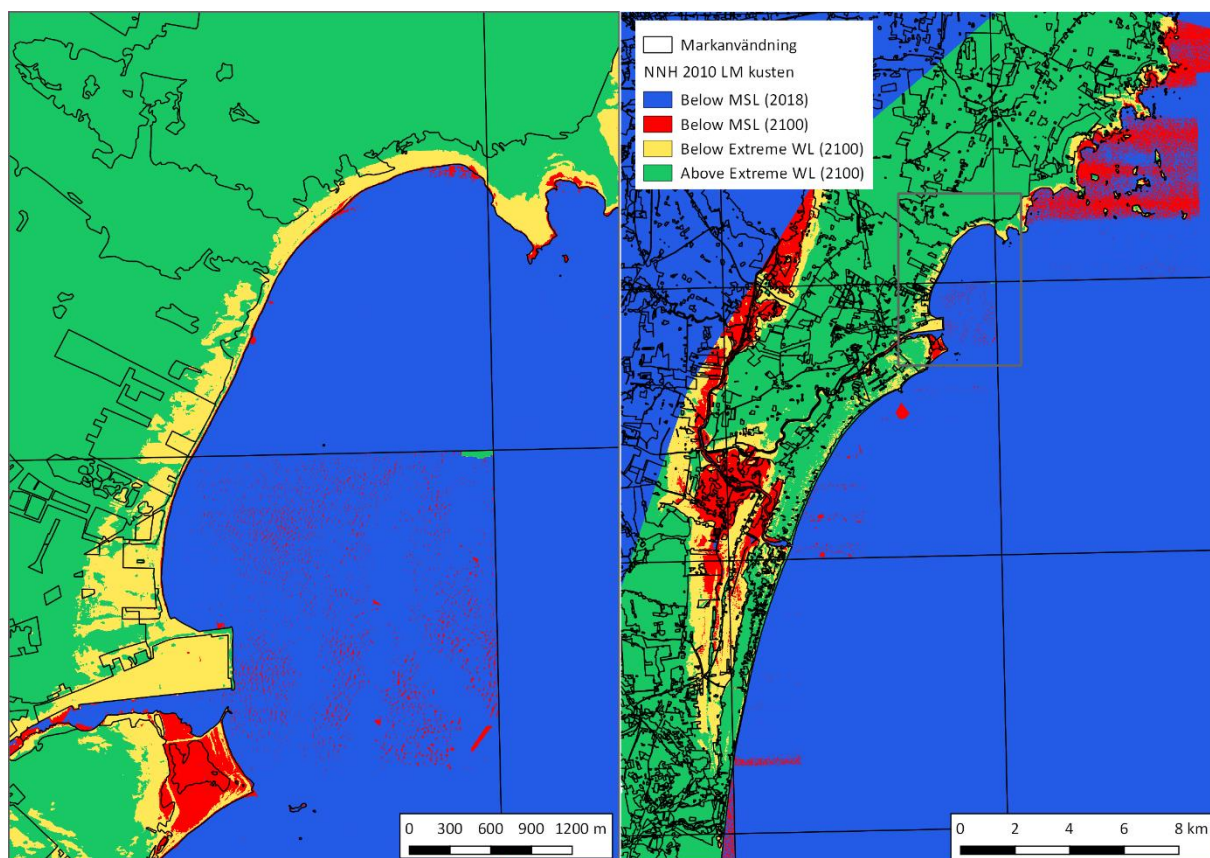 Markanvändning
NNH 2010 LM kusten
Below MSL (2018)
Below MSL (2100)
Below Extreme WL (2100)
Above Extreme WL (2100)
0 300 600 900 1200 m
0 2 4 6 8 km